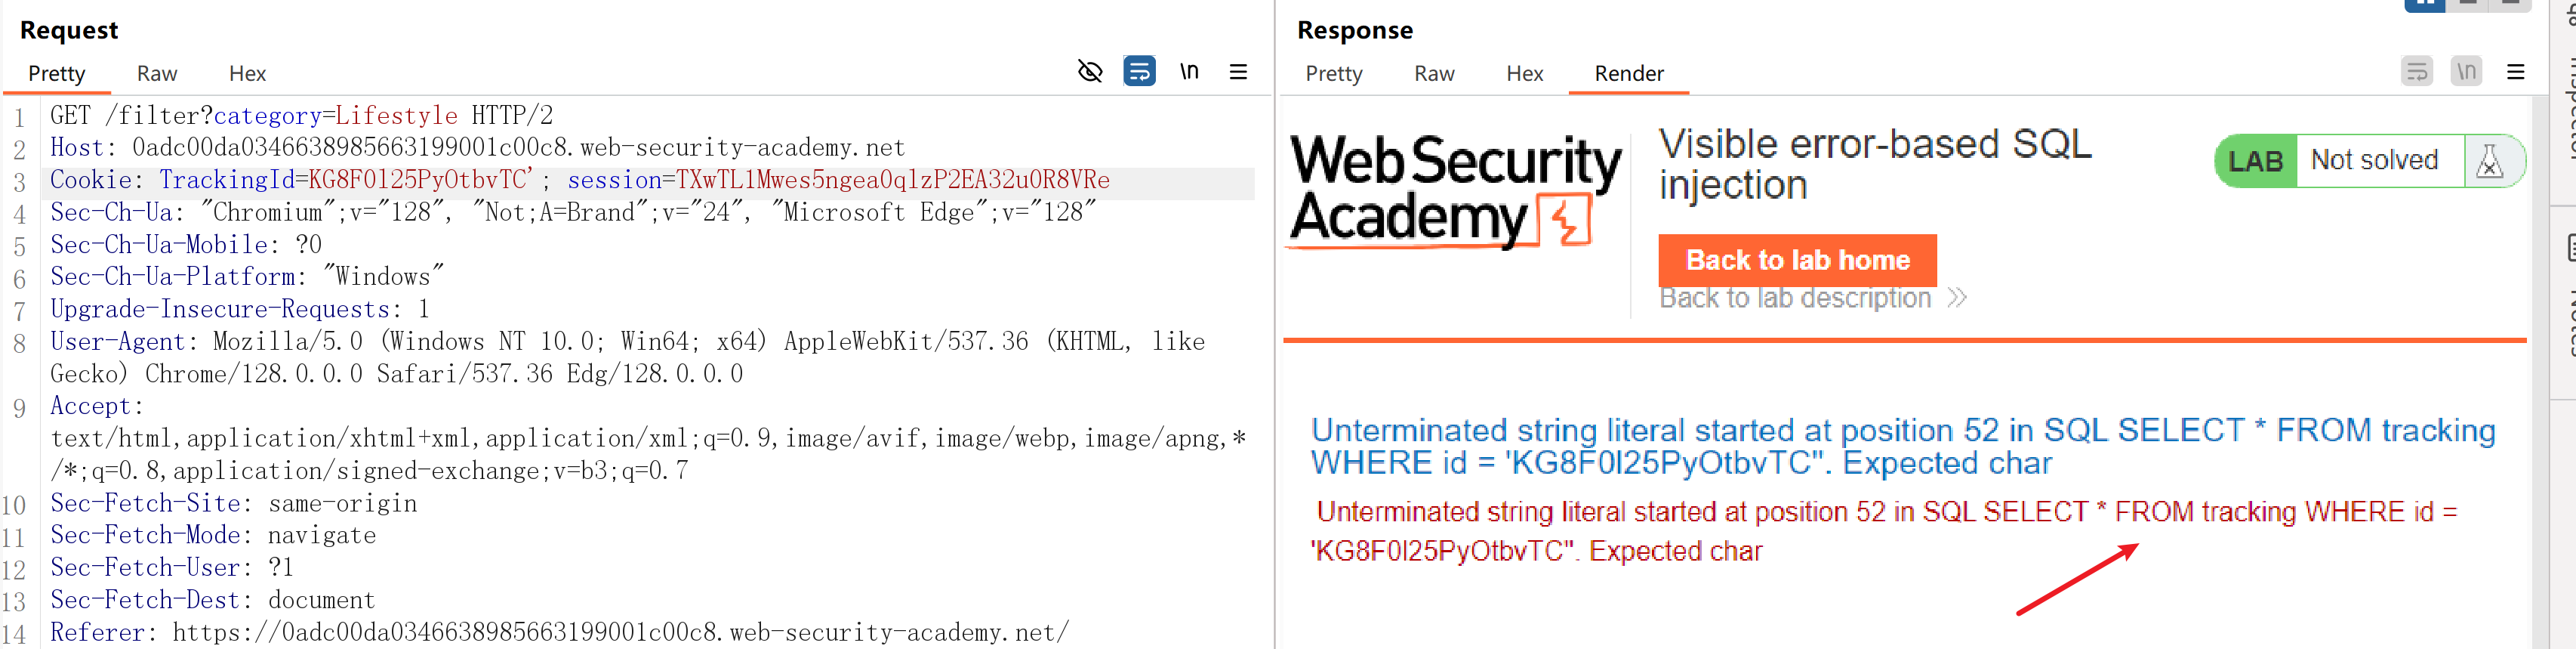 Request
Pretty Raw Hex
\n
1 GET /filter?category=Lifestyle HTTP/2
2 Host: 0adc00da0346638985663199001c00c8.web-security-academy.net
3 Cookie: TrackingId=KG8F0l25PyOtbvTC'; session=TXwTL1Mwes5ngea0qlzP2EA32u0R8VRe
4 Sec-Ch-Ua: "Chromium";v="128", "Not;A=Brand";v="24", "Microsoft Edge";v="128"
5 Sec-Ch-Ua-Mobile: ?0
6 Sec-Ch-Ua-Platform: "Windows"
7 Upgrade-Insecure-Requests: 1
8 User-Agent: Mozilla/5.0 (Windows NT 10.0; Win64; x64) AppleWebKit/537.36 (KHTML, like
Gecko) Chrome/128.0.0.0 Safari/537.36 Edg/128.0.0.0
9 Accept:
text/html,application/xhtml+xml,application/xml;q=0.9,image/avif,image/webp,image/apng,*
/*;q=0.8,application/signed-exchange;v=b3;q=0.7
10 Sec-Fetch-Site: same-origin
11 Sec-Fetch-Mode: navigate
12 Sec-Fetch-User: ?1
13 Sec-Fetch-Dest: document
14 Referer: https://0adc00da0346638985663199001c00c8.web-security-academy.net/
Response
Pretty Raw Hex Render
\n
Web Security
Academy
Visible error-based SQL
injection
LAB Not solved
Back to lab home
Back to lab description
Unterminated string literal started at position 52 in SQL SELECT * FROM tracking
WHERE id = 'KG8F0l25PyOtbvTC''. Expected char
Unterminated string literal started at position 52 in SQL SELECT * FROM tracking WHERE id =
'KG8F0l25PyOtbvTC''. Expected char
Inspector
Notes